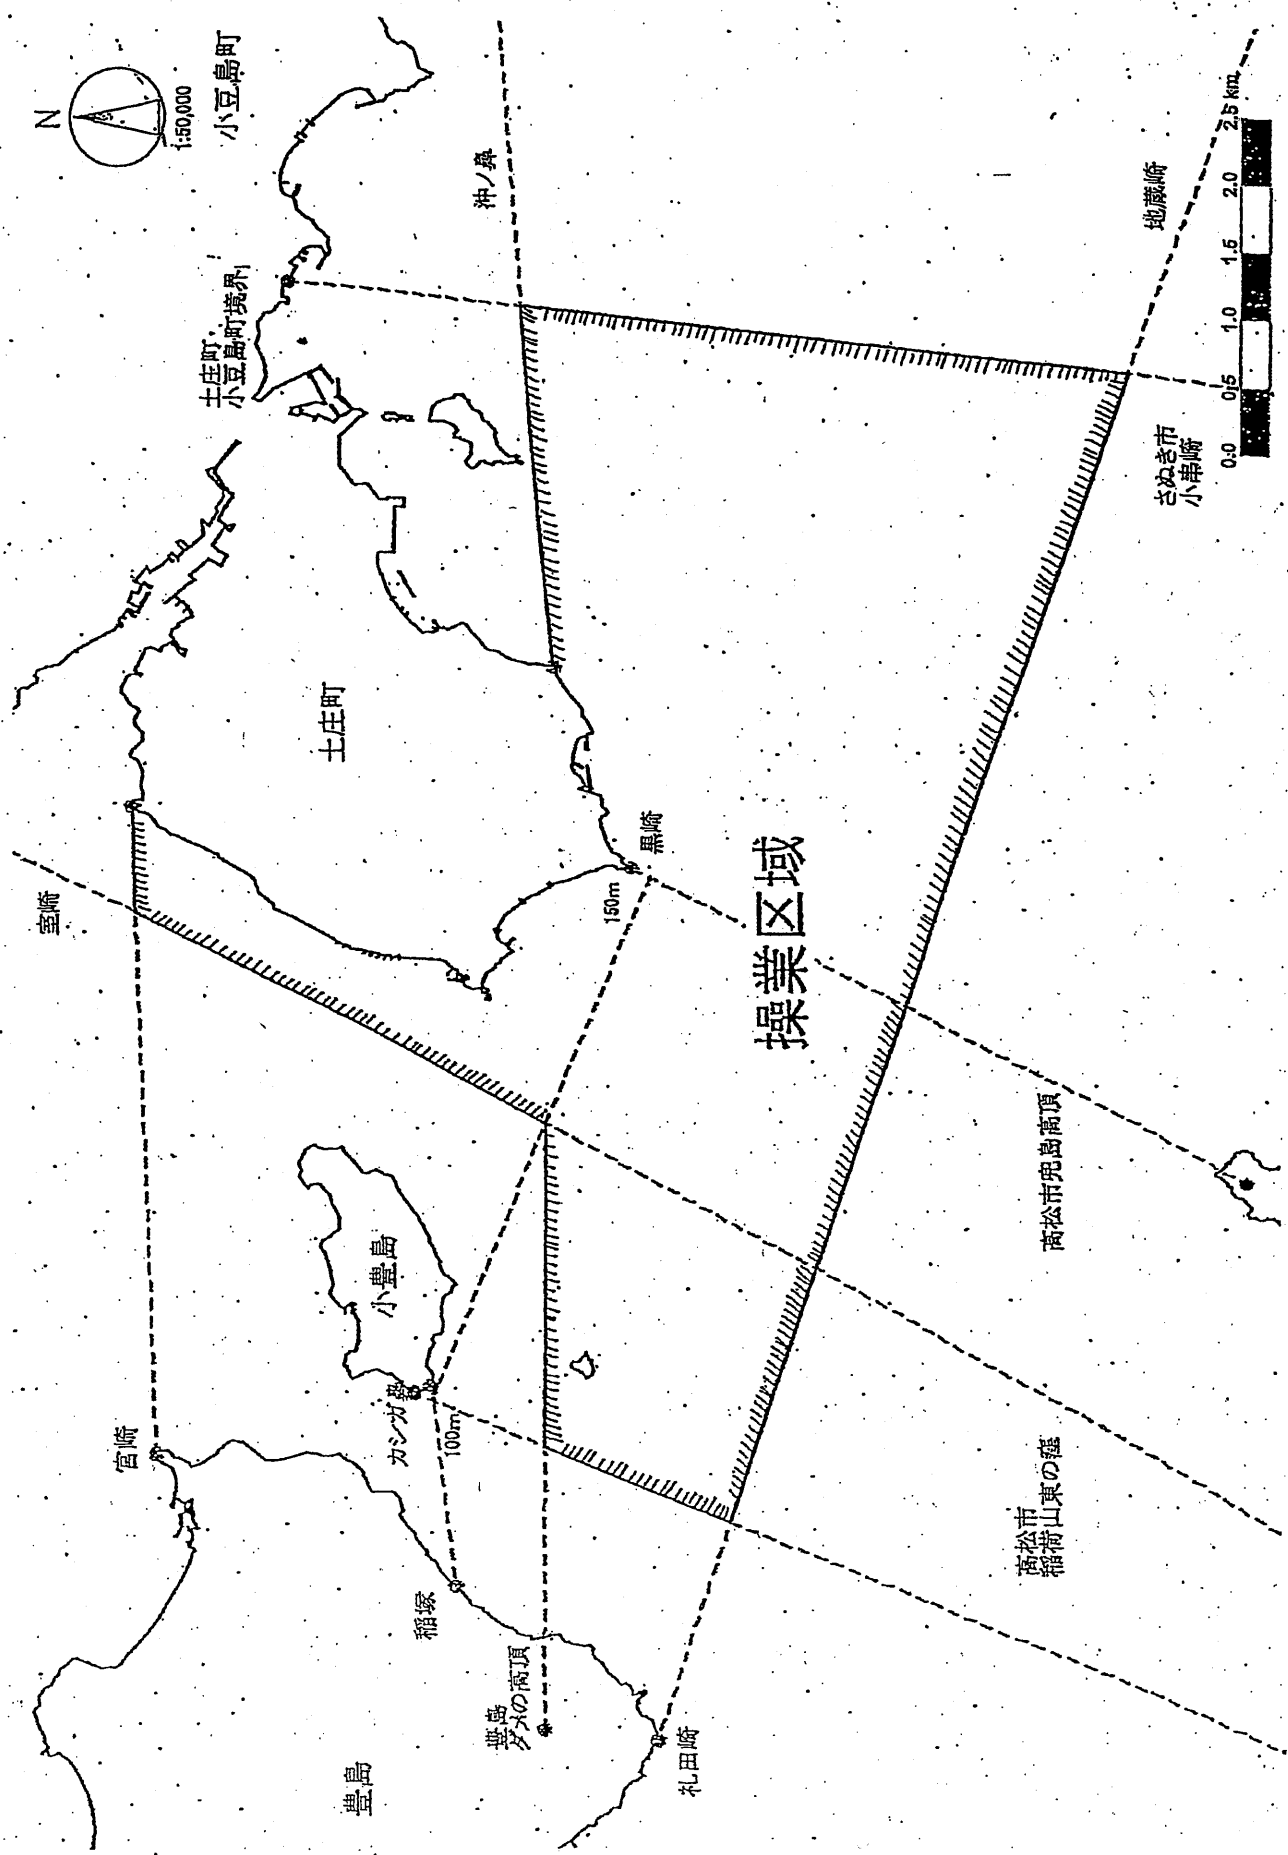 N
1:50,000
小豆島町
土庄町
小豆島町境界
沖ノ鼻
地蔵崎
室崎
土庄町
黒崎
150m
操業区域
さぬき市
小串崎
0.0 0.5 1.0 1.5 2.0 2.5 km
宮崎
小豊島
カシガ鼻
100m
稲塚
豊島
ダメの高頂
礼田崎
豊島
高松市兜島高頂
高松市
稲荷山東の窪